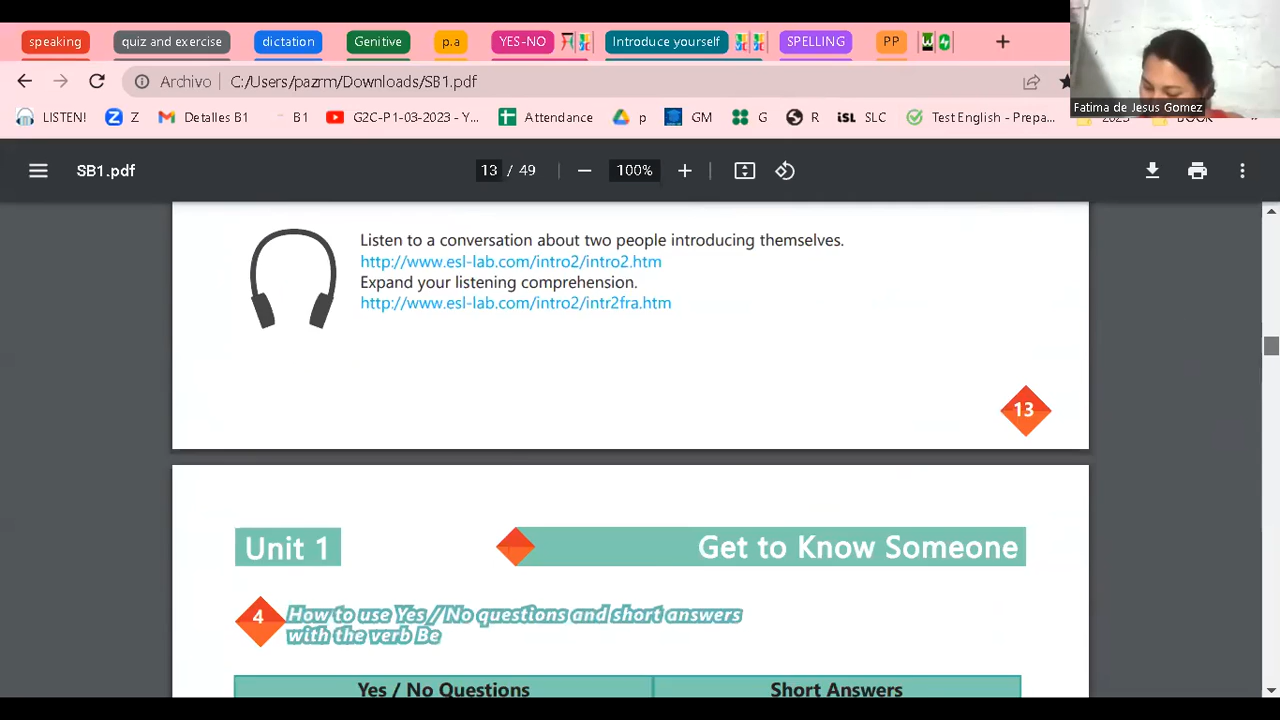 speaking quiz and exercise dictation Genitive p.a YES-NO Introduce yourself SPELLING PP
Archivo C:/Users/pazrm/Downloads/SB1.pdf
LISTEN! Z Detalles B1 B1 G2C-P1-03-2023 - Y... Attendance p GM G R SLC Test English - Prepa...
Fatima de Jesus Gomez
SB1.pdf 13 / 49 100%
Listen to a conversation about two people introducing themselves.
http://www.esl-lab.com/intro2/intro2.htm
Expand your listening comprehension.
http://www.esl-lab.com/intro2/intr2fra.htm
13
Unit 1 Get to Know Someone
4 How to use Yes / No questions and short answers
with the verb Be
Yes / No Questions Short Answers